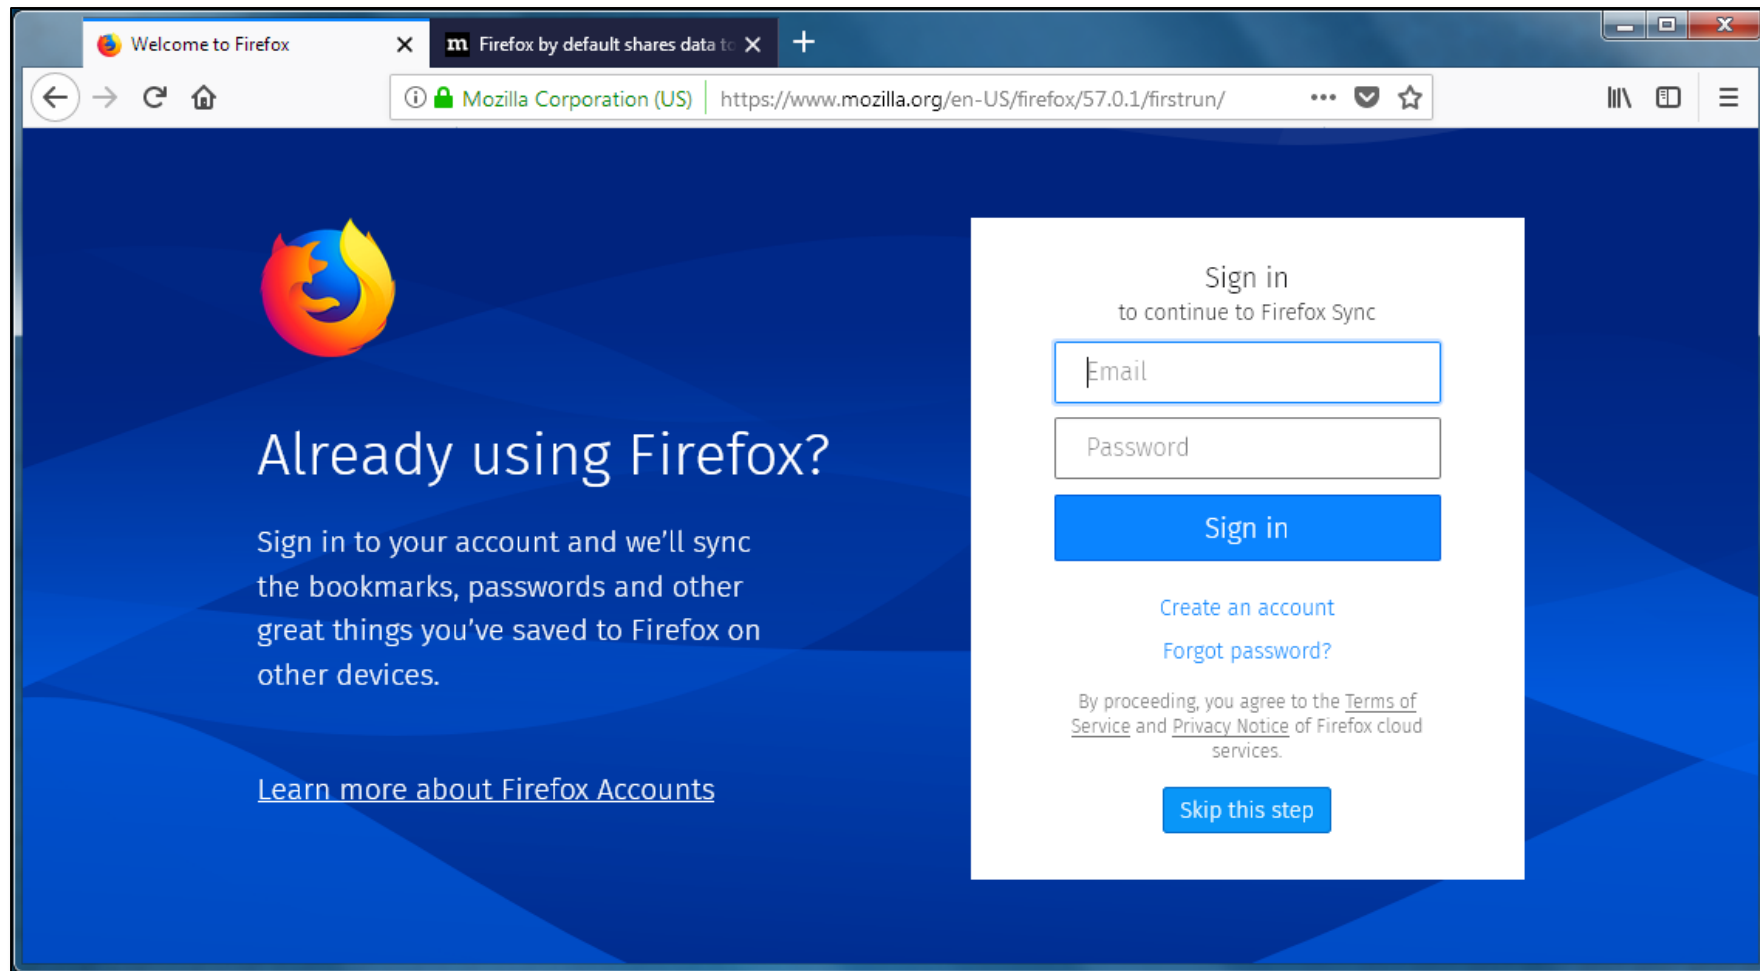 Welcome to Firefox
m Firefox by default shares data to
Mozilla Corporation (US) https://www.mozilla.org/en-US/firefox/57.0.1/firstrun/
Already using Firefox?
Sign in to your account and we'll sync
the bookmarks, passwords and other
great things you've saved to Firefox on
other devices.
Learn more about Firefox Accounts
Sign in
to continue to Firefox Sync
Email
Password
Sign in
Create an account
Forgot password?
By proceeding, you agree to the Terms of
Service and Privacy Notice of Firefox cloud
services.
Skip this step